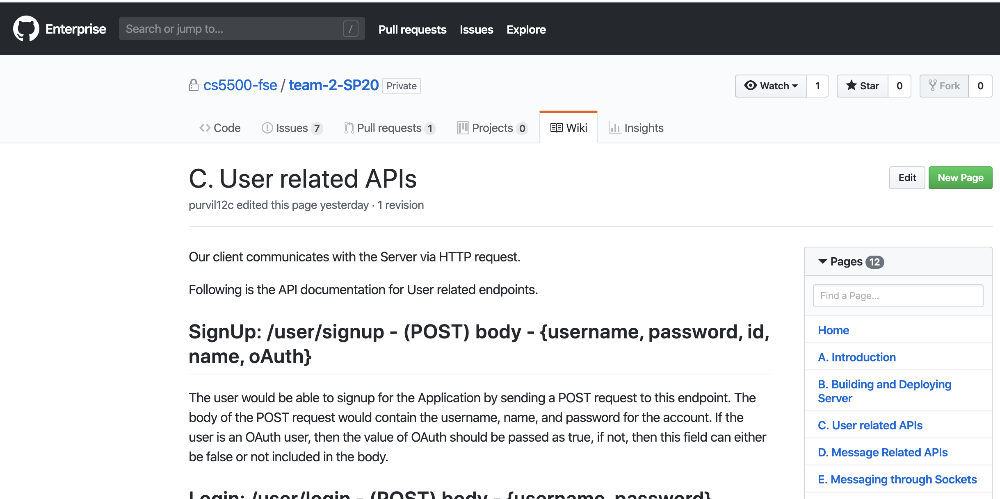 Enterprise
Search or jump to...
/
Pull requests
Issues
Explore
cs5500-fse / team-2-SP20 Private
Watch 1
Star 0
Fork 0
Code
Issues 7
Pull requests 1
Projects 0
Wiki
Insights
C. User related APIs
Edit
New Page
purvil12c edited this page yesterday · 1 revision
Our client communicates with the Server via HTTP request.
Following is the API documentation for User related endpoints.
SignUp: /user/signup - (POST) body - {username, password, id,
name, oAuth}
The user would be able to signup for the Application by sending a POST request to this endpoint. The
body of the POST request would contain the username, name, and password for the account. If the
user is an OAuth user, then the value of OAuth should be passed as true, if not, then this field can either
be false or not included in the body.
Login: /user/login - (POST) body - {username, password}
Pages 12
Find a Page...
Home
A. Introduction
B. Building and Deploying
Server
C. User related APIs
D. Message Related APIs
E. Messaging through Sockets